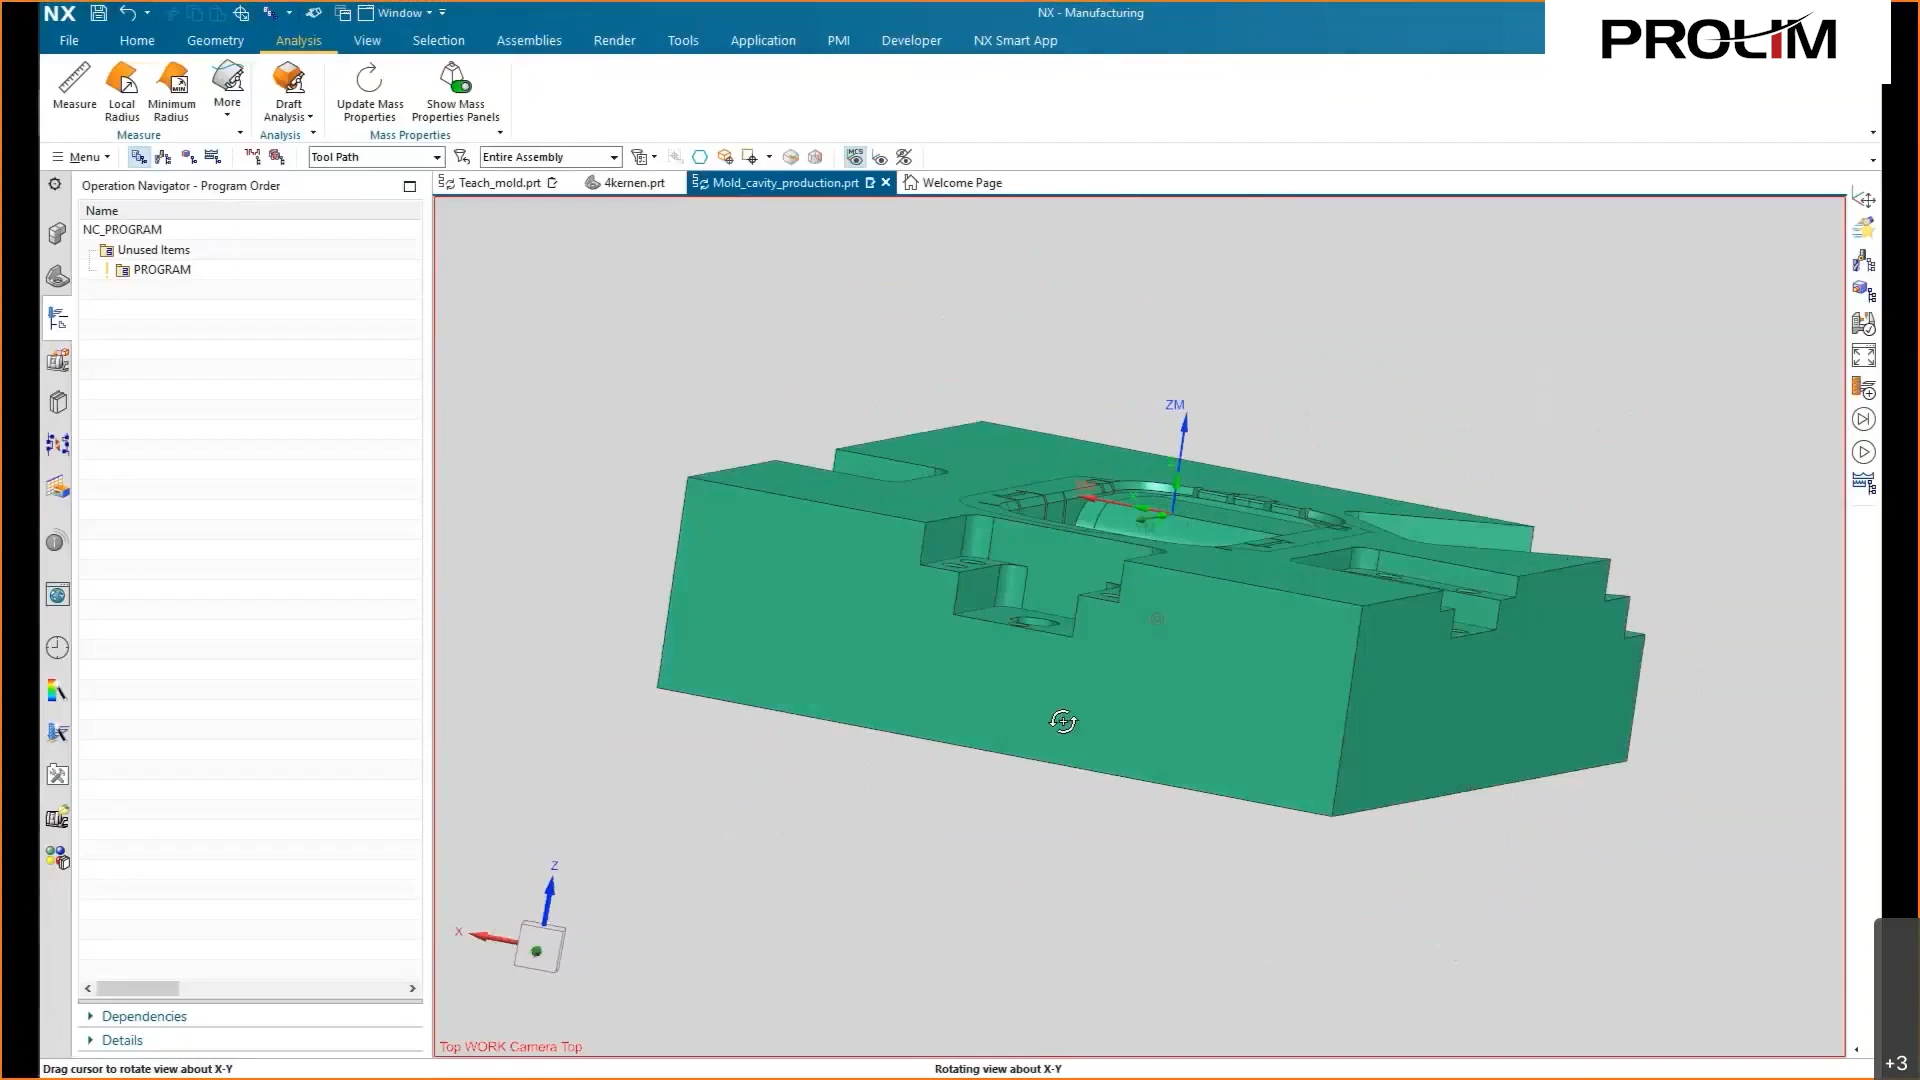 NX
Window
NX - Manufacturing
PROLIM
File Home Geometry Analysis View Selection Assemblies Render Tools Application PMI Developer NX Smart App
Measure
Local
Radius
Minimum
Radius
MIN
More
Draft
Analysis
Update Mass
Properties
Show Mass
Properties Panels
Measure
Analysis
Mass Properties
Menu
Tool Path
Entire Assembly
MCS
Operation Navigator - Program Order
Teach_mold.prt
4kernen.prt
Mold_cavity_production.prt
Welcome Page
Name
NC_PROGRAM
Unused Items
PROGRAM
ZM
Z
X
Dependencies
Details
Top WORK Camera Top
Drag cursor to rotate view about X-Y
Rotating view about X-Y
+3